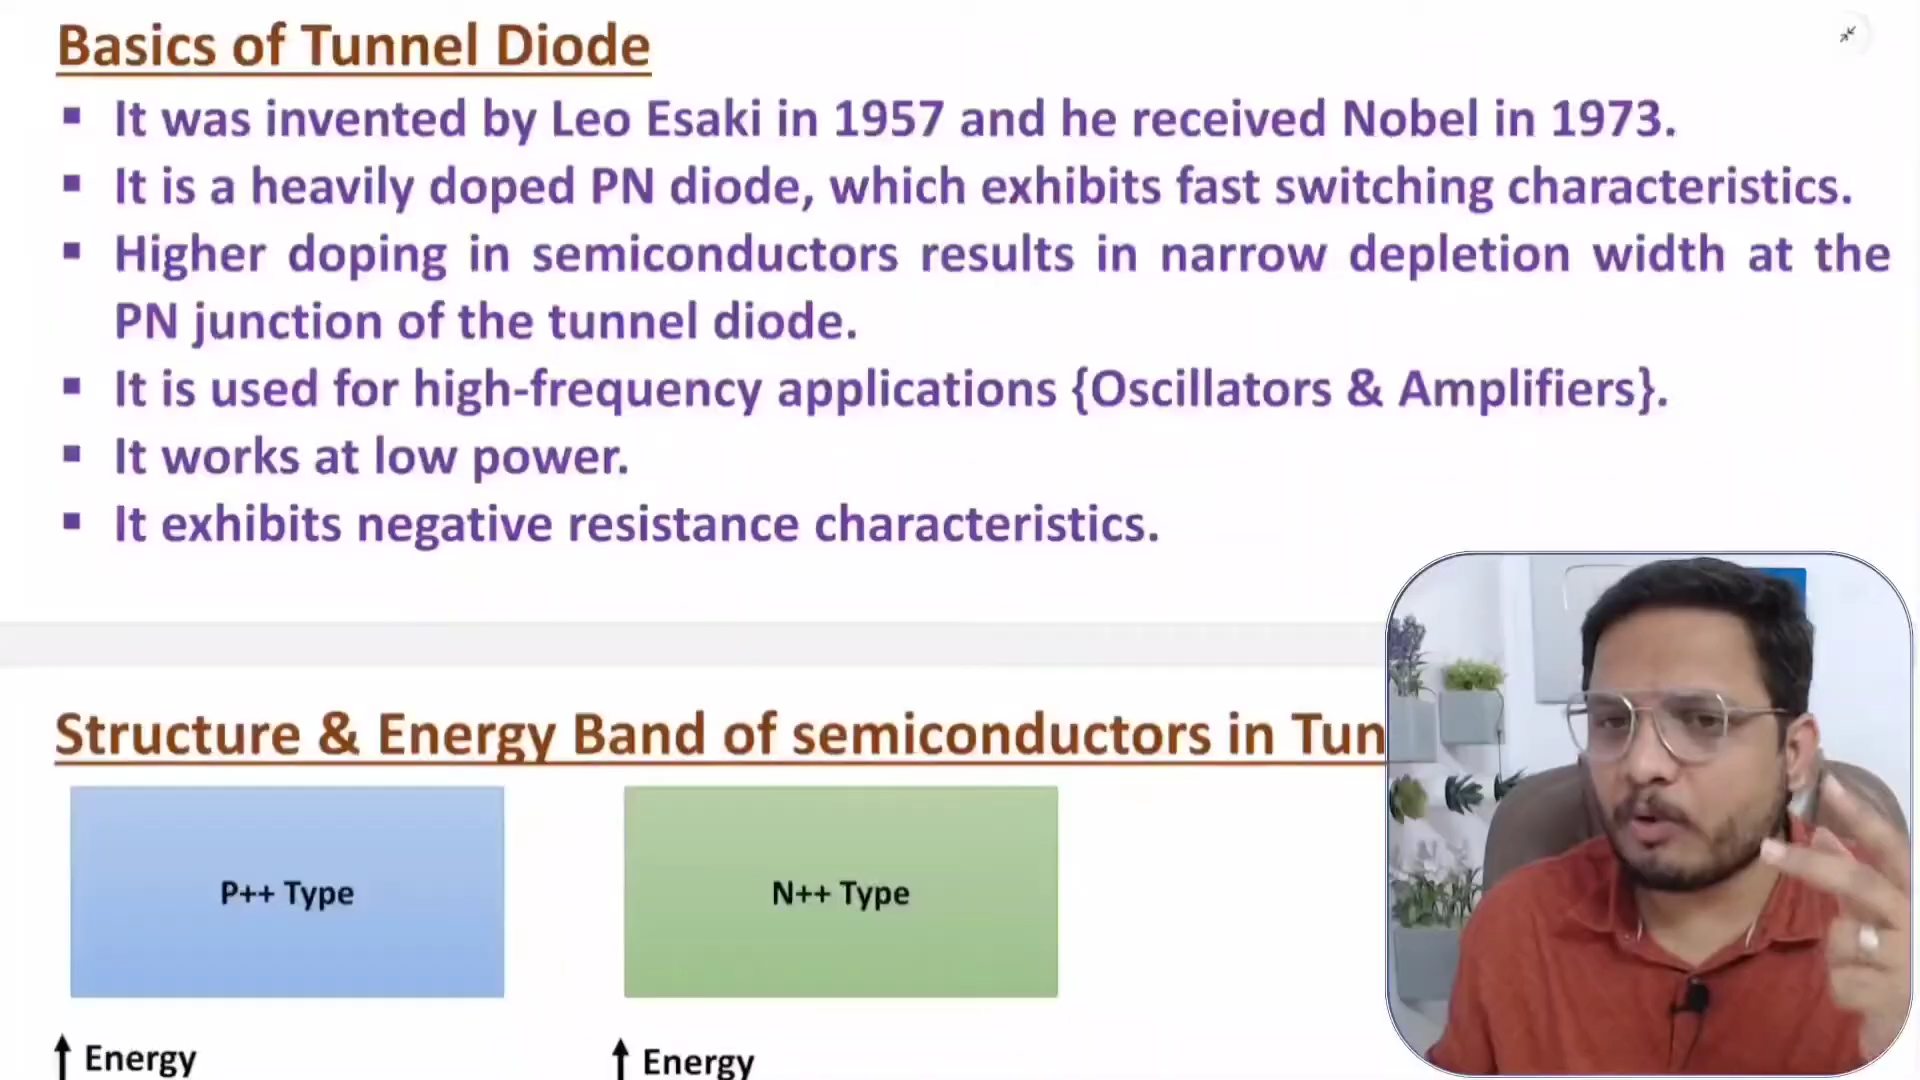 Basics of Tunnel Diode
▪ It was invented by Leo Esaki in 1957 and he received Nobel in 1973.
▪ It is a heavily doped PN diode, which exhibits fast switching characteristics.
▪ Higher doping in semiconductors results in narrow depletion width at the
PN junction of the tunnel diode.
▪ It is used for high-frequency applications {Oscillators & Amplifiers}.
▪ It works at low power.
▪ It exhibits negative resistance characteristics.
Structure & Energy Band of semiconductors in Tun
P++ Type
N++ Type
Energy
Energy